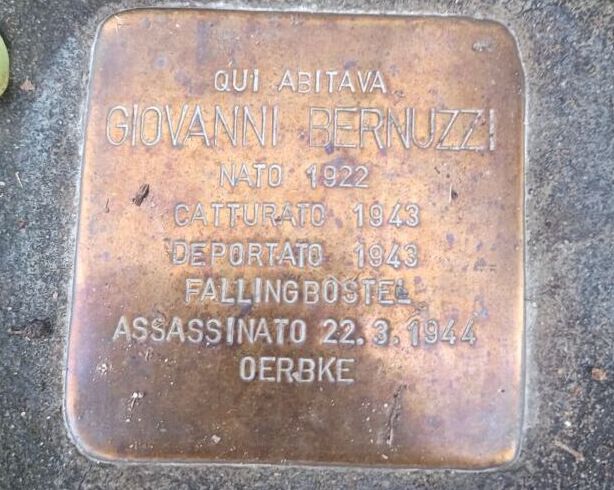 QUI ABITAVA
GIOVANNI BERNUZZI
NATO 1922
CATTURATO 1943
DEPORTATO 1943
FALLINGBOSTEL
ASSASSINATO 22.3.1944
OERBKE